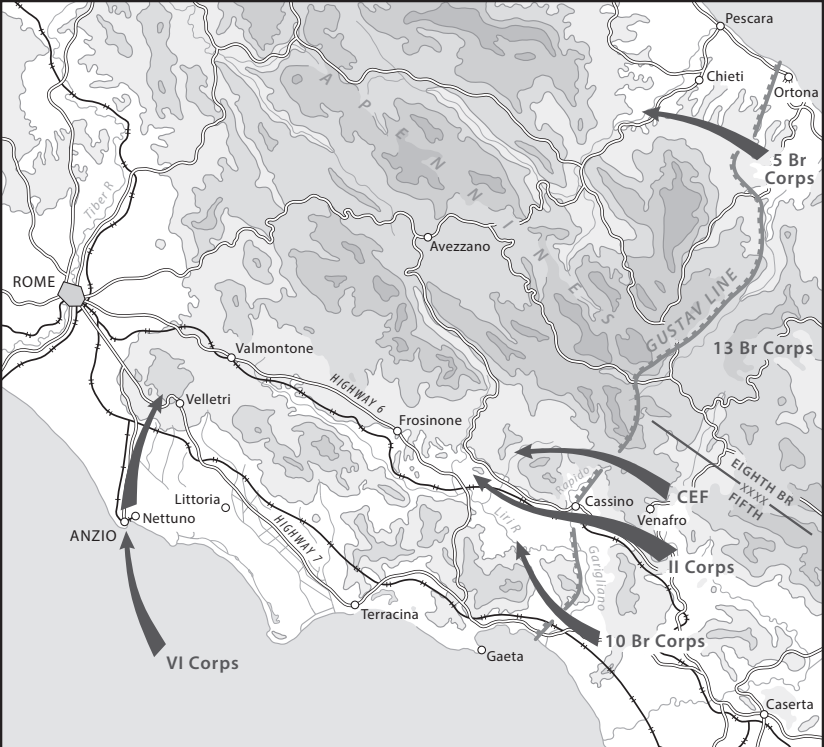 Pescara
Chieti
Ortona
APENNINES
5 Br
Corps
Tiber R
Avezzano
ROME
GUSTAV LINE
13 Br Corps
Valmontone
HIGHWAY 6
Velletri
Frosinone
EIGHTH BR
XXXX
FIFTH
Rapido
CEF
Littoria
Cassino
Nettuno
Venafro
ANZIO
Liri R
HIGHWAY 7
Garigliano
II Corps
Terracina
10 Br Corps
Gaeta
VI Corps
Caserta